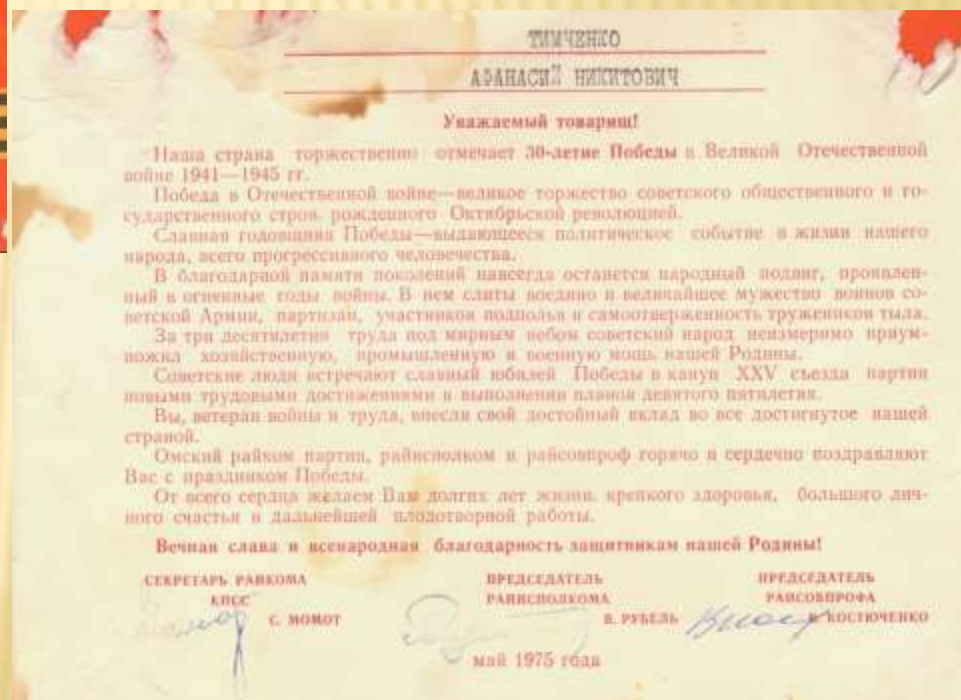 ТИМЧЕНКО
АФАНАСИЙ НИКИТОВИЧ
Уважаемый товарищ!
Наша страна торжественно отмечает 30-летие Победы в Великой Отечественной
войне 1941—1945 гг.
Победа в Отечественной войне—великое торжество советского общественного и го-
сударственного строя, рожденного Октябрьской революцией.
Славная годовщина Победы—выдающееся политическое событие в жизни нашего
народа, всего прогрессивного человечества.
В благодарной памяти поколений навсегда останется народный подвиг, проявлен-
ный в огненные годы войны. В нем слиты воедино и величайшее мужество воинов со-
ветской Армии, партизан, участников подполья и самоотверженность тружеников тыла.
За три десятилетия труда под мирным небом советский народ неизмеримо приум-
ножил хозяйственную, промышленную и военную мощь нашей Родины.
Советские люди встречают славный юбилей Победы в канун XXV съезда партии
новыми трудовыми достижениями в выполнении планов девятого пятилетия.
Вы, ветеран войны и труда, внесли свой достойный вклад во все достигнутое нашей
страной.
Омский райком партии, райисполком и райсовпроф горячо и сердечно поздравляют
Вас с праздником Победы.
От всего сердца желаем Вам долгих лет жизни, крепкого здоровья, большого лич-
ного счастья и дальнейшей плодотворной работы.
Вечная слава и всенародная благодарность защитникам нашей Родины!
СЕКРЕТАРЬ РАЙКОМА ПРЕДСЕДАТЕЛЬ ПРЕДСЕДАТЕЛЬ
КПСС РАЙИСПОЛКОМА РАЙСОВПРОФА
С. МОМОТ В. РУБЕЛЬ КОСТЮЧЕНКО
май 1975 года